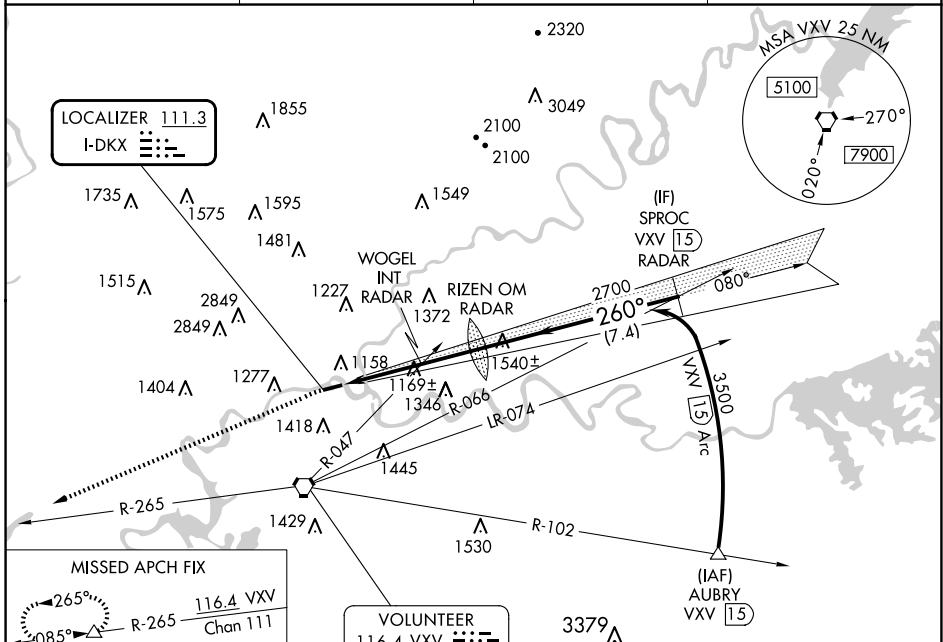 2320
MSA VXV 25 NM
5100
270°
7900
020°
3049
2100
2100
LOCALIZER 111.3
I-DKX
1855
1735
1575
1595
1549
1481
(IF)
SPROC
VXV 15
RADAR
WOGEL
INT
RADAR
RIZEN OM
RADAR
1515
2849
2849
1227
1372
2700
260°
(7.4)
080°
1540±
1158
1169±
1346
1404
1277
R-066
LR-074
3500
VXV 15 Arc
1418
R-047
1445
R-265
1429
1530
R-102
(IAF)
AUBRY
VXV 15
MISSED APCH FIX
265°
085°
R-265
116.4 VXV
Chan 111
VOLUNTEER
116.4 VXV
3379